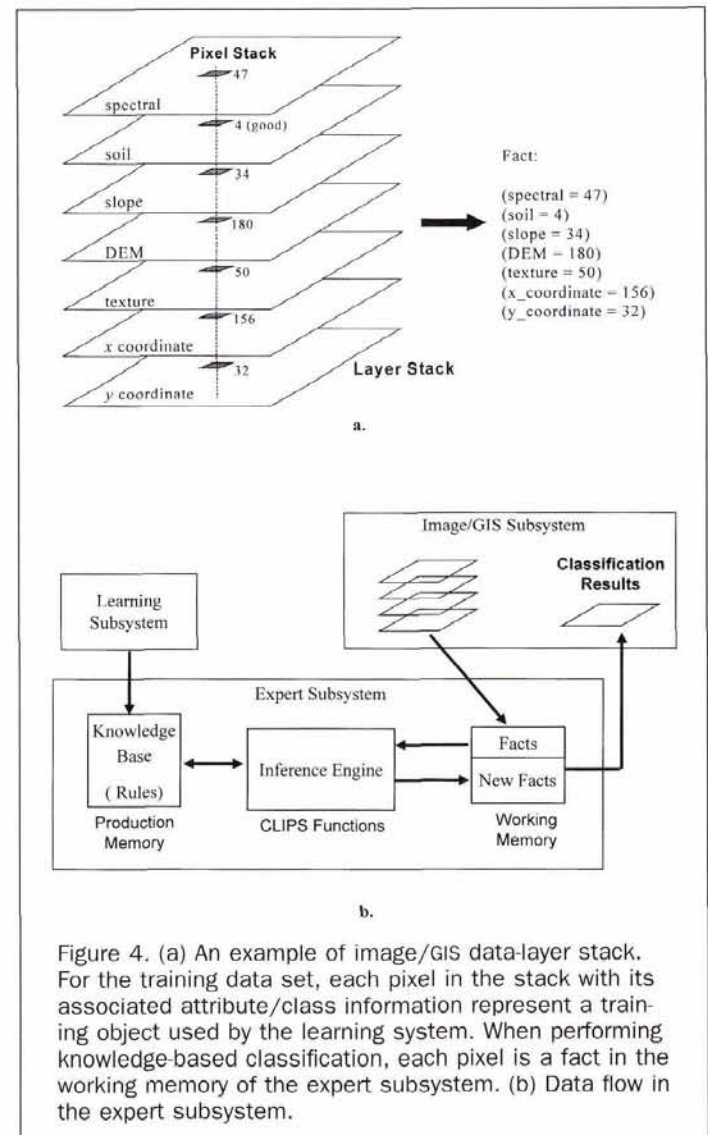 Pixel Stack
47
spectral
4 (good)
soil
34
slope
180
DEM
50
texture
156
x coordinate
32
y coordinate
Layer Stack
Fact:
(spectral = 47)
(soil = 4)
(slope = 34)
(DEM = 180)
(texture = 50)
(x_coordinate = 156)
(y_coordinate = 32)
a.
Image/GIS Subsystem
Classification
Results
Learning
Subsystem
Expert Subsystem
Knowledge
Base
( Rules)
Production
Memory
Inference Engine
CLIPS Functions
Facts
New Facts
Working
Memory
b.
Figure 4. (a) An example of image/GIS data-layer stack.
For the training data set, each pixel in the stack with its
associated attribute/class information represent a train-
ing object used by the learning system. When performing
knowledge-based classification, each pixel is a fact in the
working memory of the expert subsystem. (b) Data flow in
the expert subsystem.